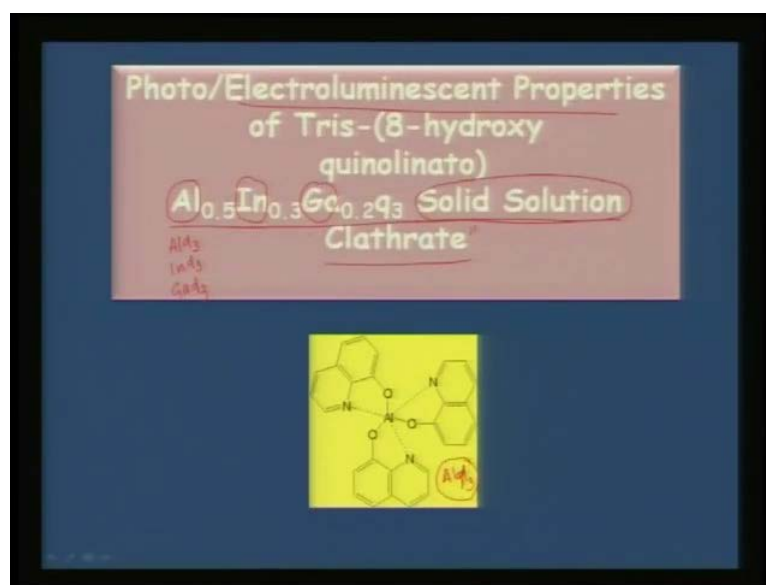 Photo/Electroluminescent Properties
of Tris-(8-hydroxy
quinolinato)
Al0.5In0.3Ga0.2q3 Solid Solution
Clathrate
Alq3
Inq3
Gaq3
N
N
O
Al
O
O
N
Alq3